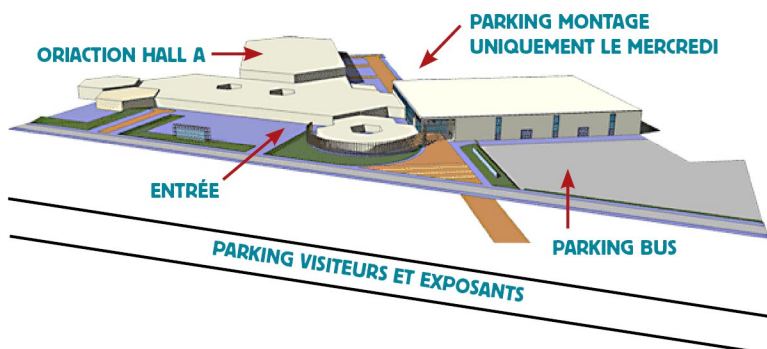 PARKING MONTAGE
UNIQUEMENT LE MERCREDI
ORIACTION HALL A
ENTRÉE
PARKING BUS
PARKING VISITEURS ET EXPOSANTS